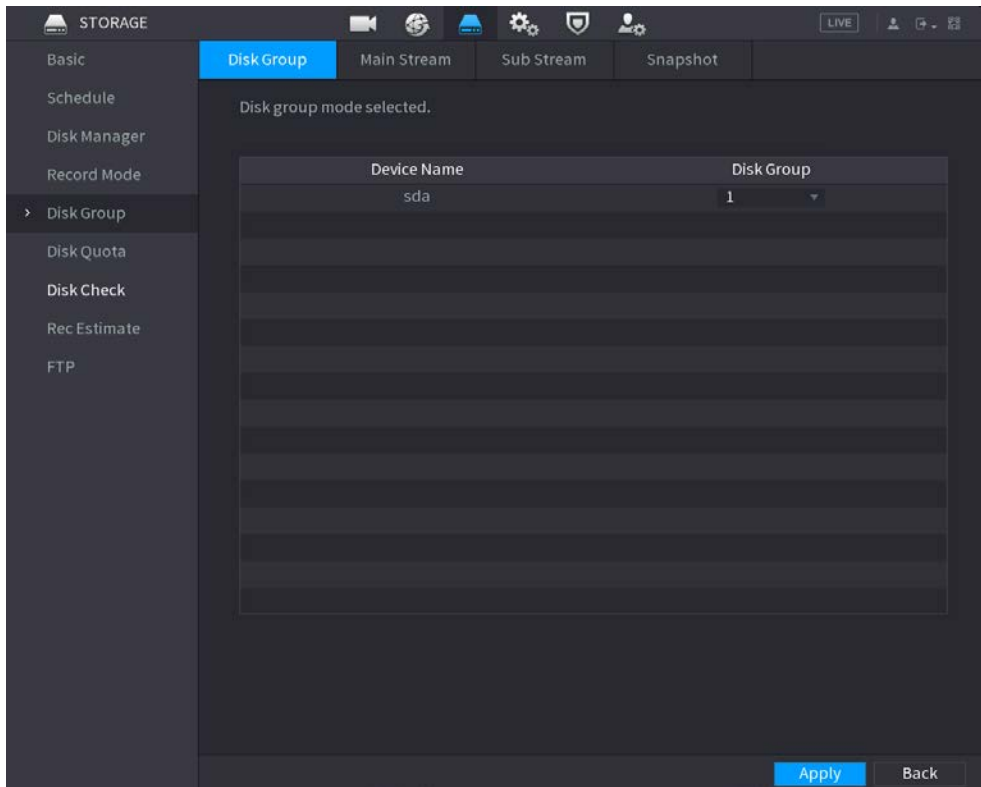 STORAGE
LIVE
Basic
Schedule
Disk Manager
Record Mode
Disk Group
Disk Quota
Disk Check
Rec Estimate
FTP
Disk Group Main Stream Sub Stream Snapshot
Disk group mode selected.
Device Name Disk Group
sda 1
Apply Back